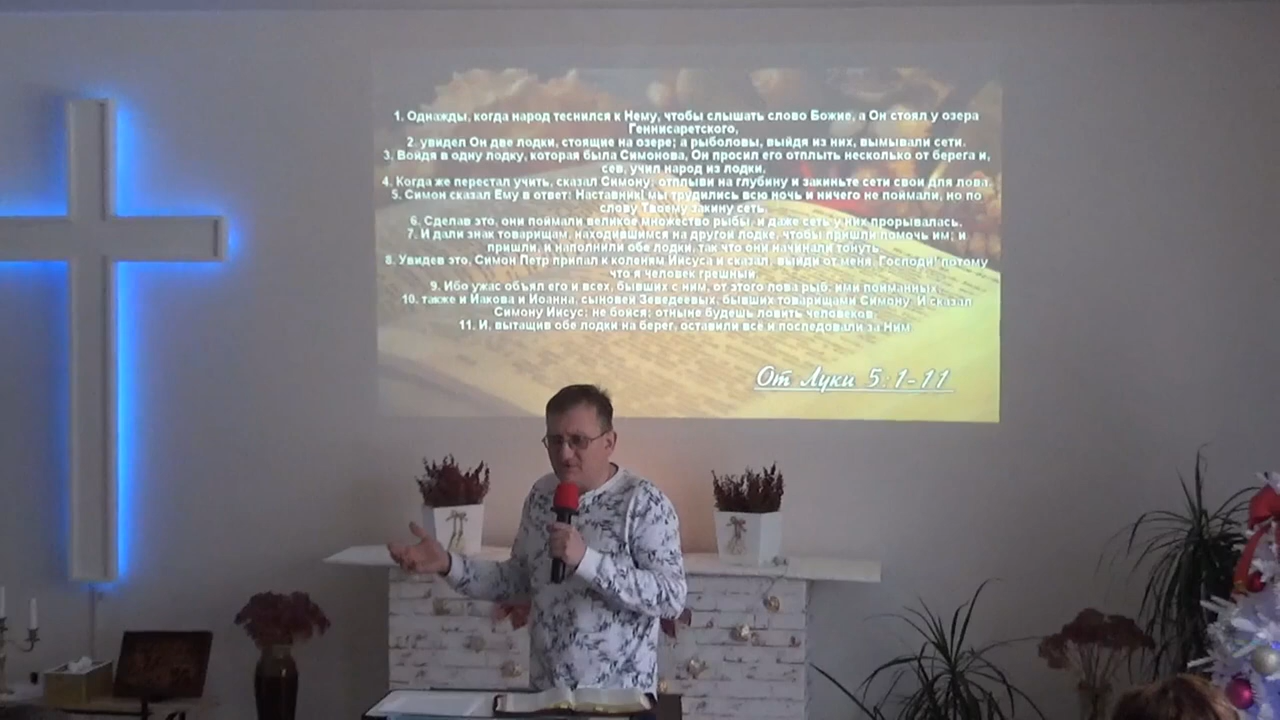 1. Однажды, когда народ теснился к Нему, чтобы слышать слово Божие, а Он стоял у озера
Геннисаретского,
2. увидел Он две лодки, стоящие на озере; а рыболовы, выйдя из них, вымывали сети.
3. Войдя в одну лодку, которая была Симонова, Он просил его отплыть несколько от берега и,
сев, учил народ из лодки.
4. Когда же перестал учить, сказал Симону: отплыви на глубину и закиньте сети свои для лова.
5. Симон сказал Ему в ответ: Наставник! мы трудились всю ночь и ничего не поймали, но по
слову Твоему закину сеть.
6. Сделав это, они поймали великое множество рыбы, и даже сеть у них прорывалась.
7. И дали знак товарищам, находившимся на другой лодке, чтобы пришли помочь им; и
пришли, и наполнили обе лодки, так что они начинали тонуть.
8. Увидев это, Симон Петр припал к коленям Иисуса и сказал: выйди от меня, Господи! потому
что я человек грешный.
9. Ибо ужас объял его и всех, бывших с ним, от этого лова рыб, ими пойманных;
10. также и Иакова и Иоанна, сыновей Зеведеевых, бывших товарищами Симону. И сказал
Симону Иисус: не бойся; отныне будешь ловить человеков.
11. И, вытащив обе лодки на берег, оставили всё и последовали за Ним.
От Луки 5:1-11